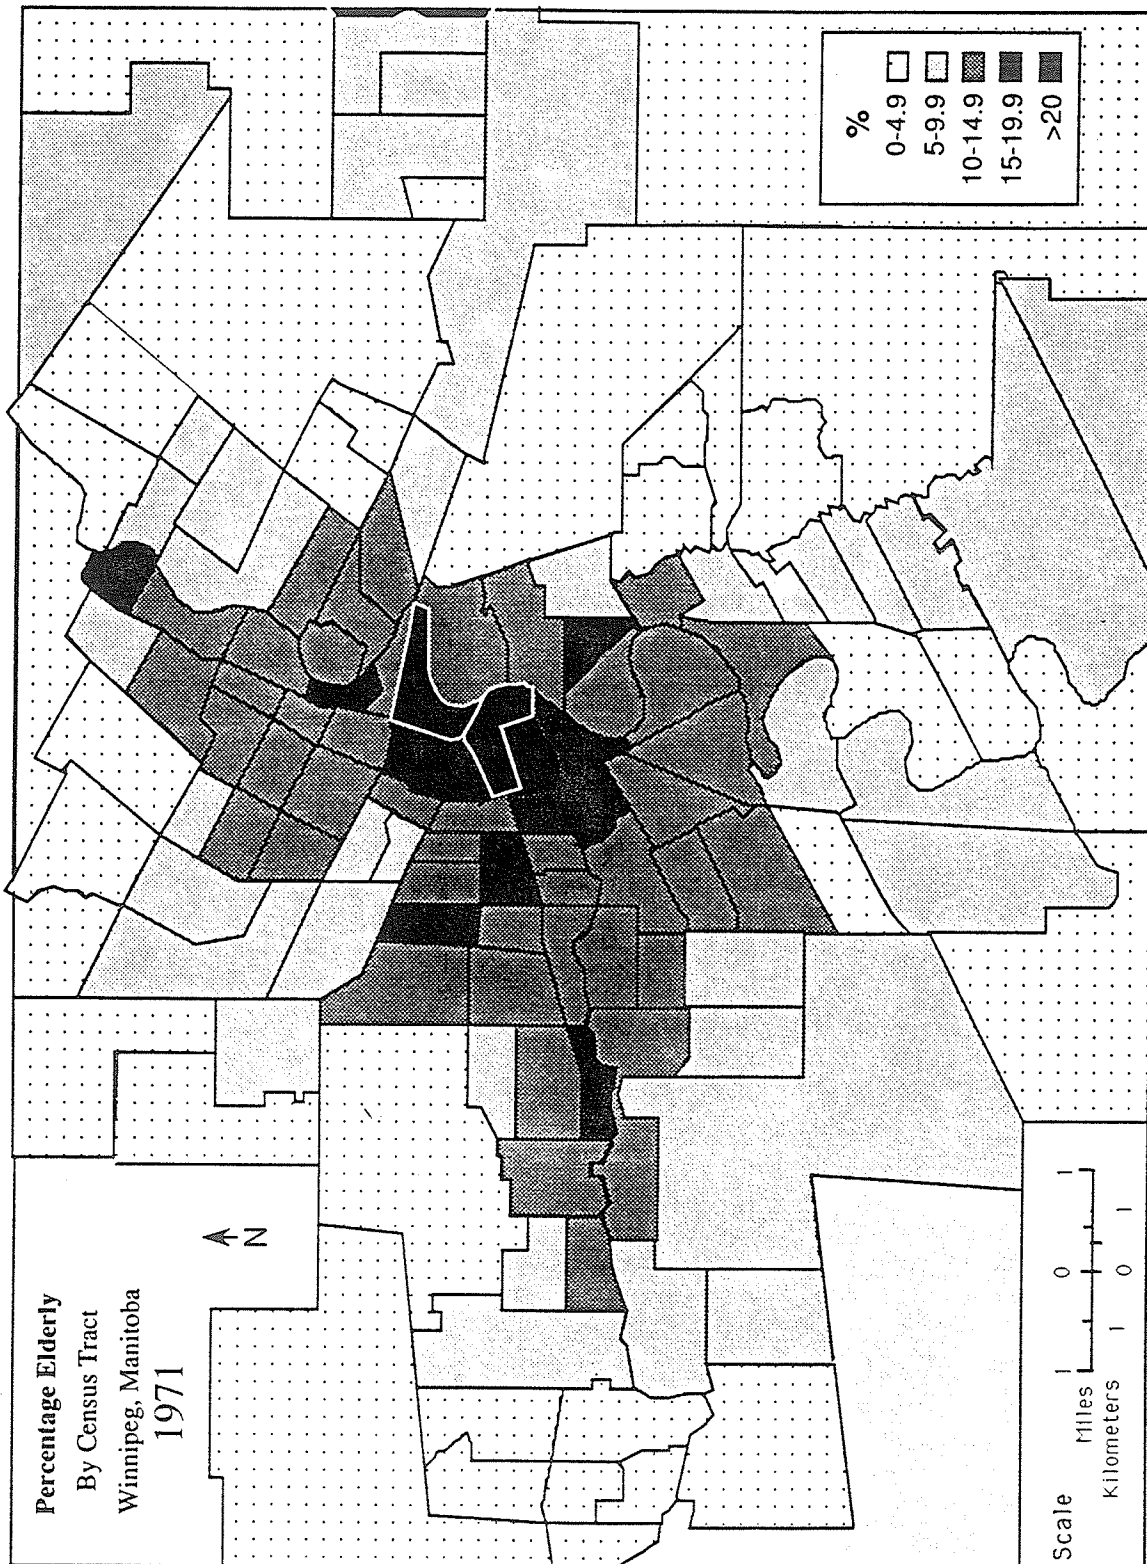 Percentage Elderly
By Census Tract
Winnipeg, Manitoba
1971
N
%
0-4.9
5-9.9
10-14.9
15-19.9
>20
Scale
1 0 1
Miles
Kilometers
1 0 1